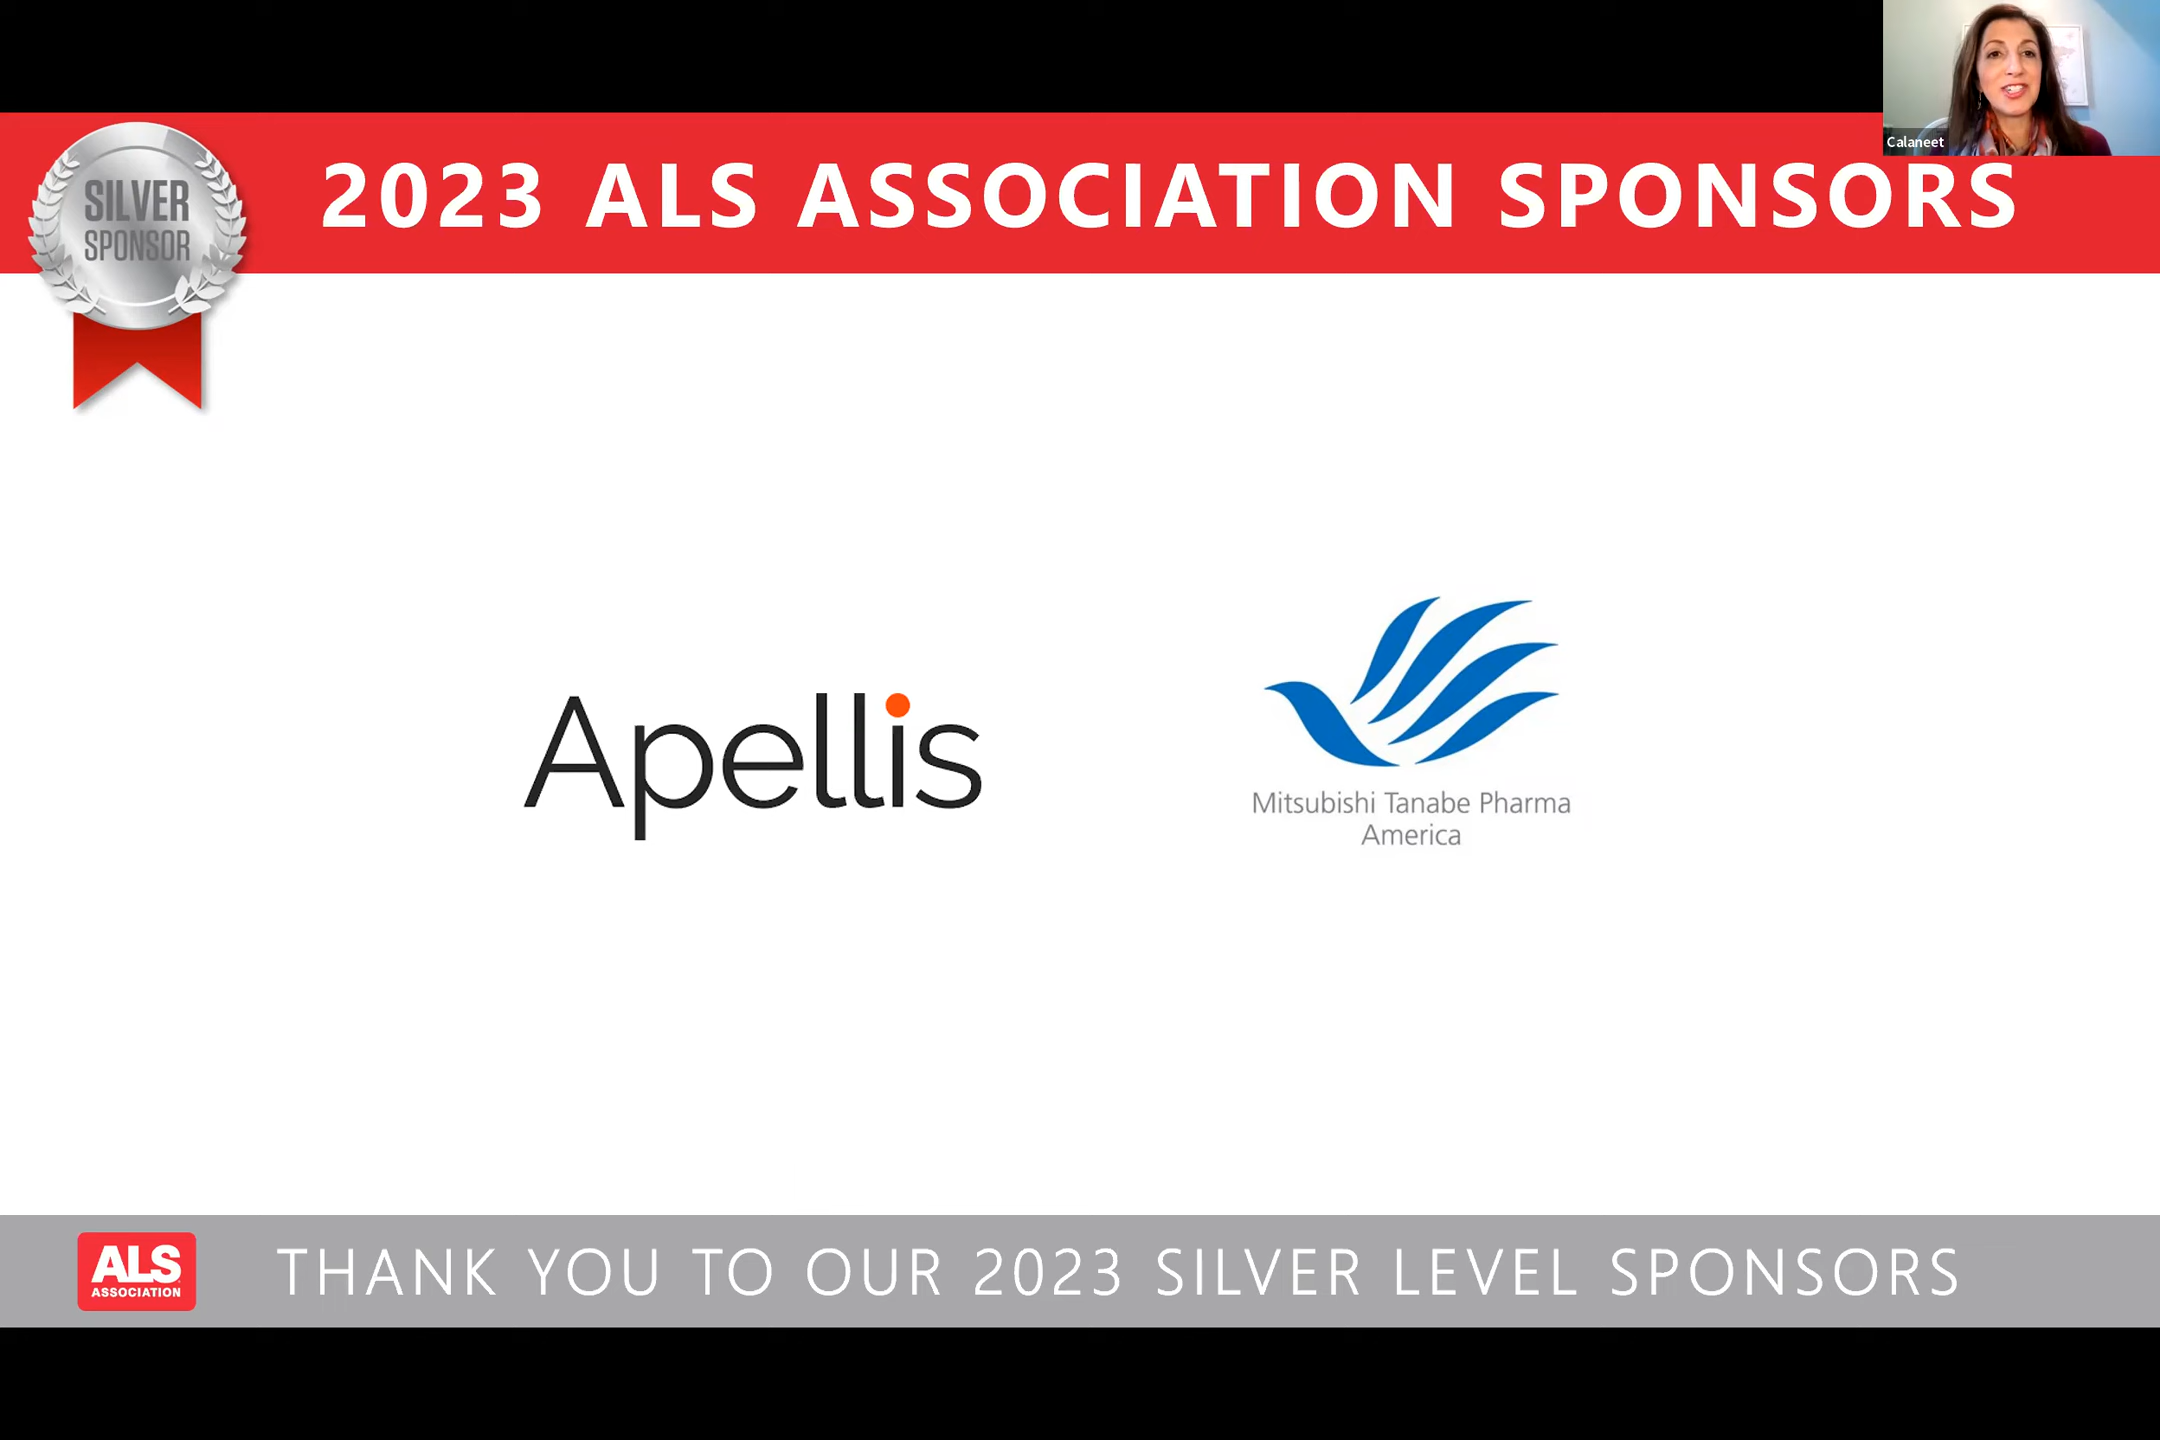 Calaneet
SILVER
SPONSOR
2023 ALS ASSOCIATION SPONSORS
Apellis
Mitsubishi Tanabe Pharma
America
ALS
ASSOCIATION
THANK YOU TO OUR 2023 SILVER LEVEL SPONSORS